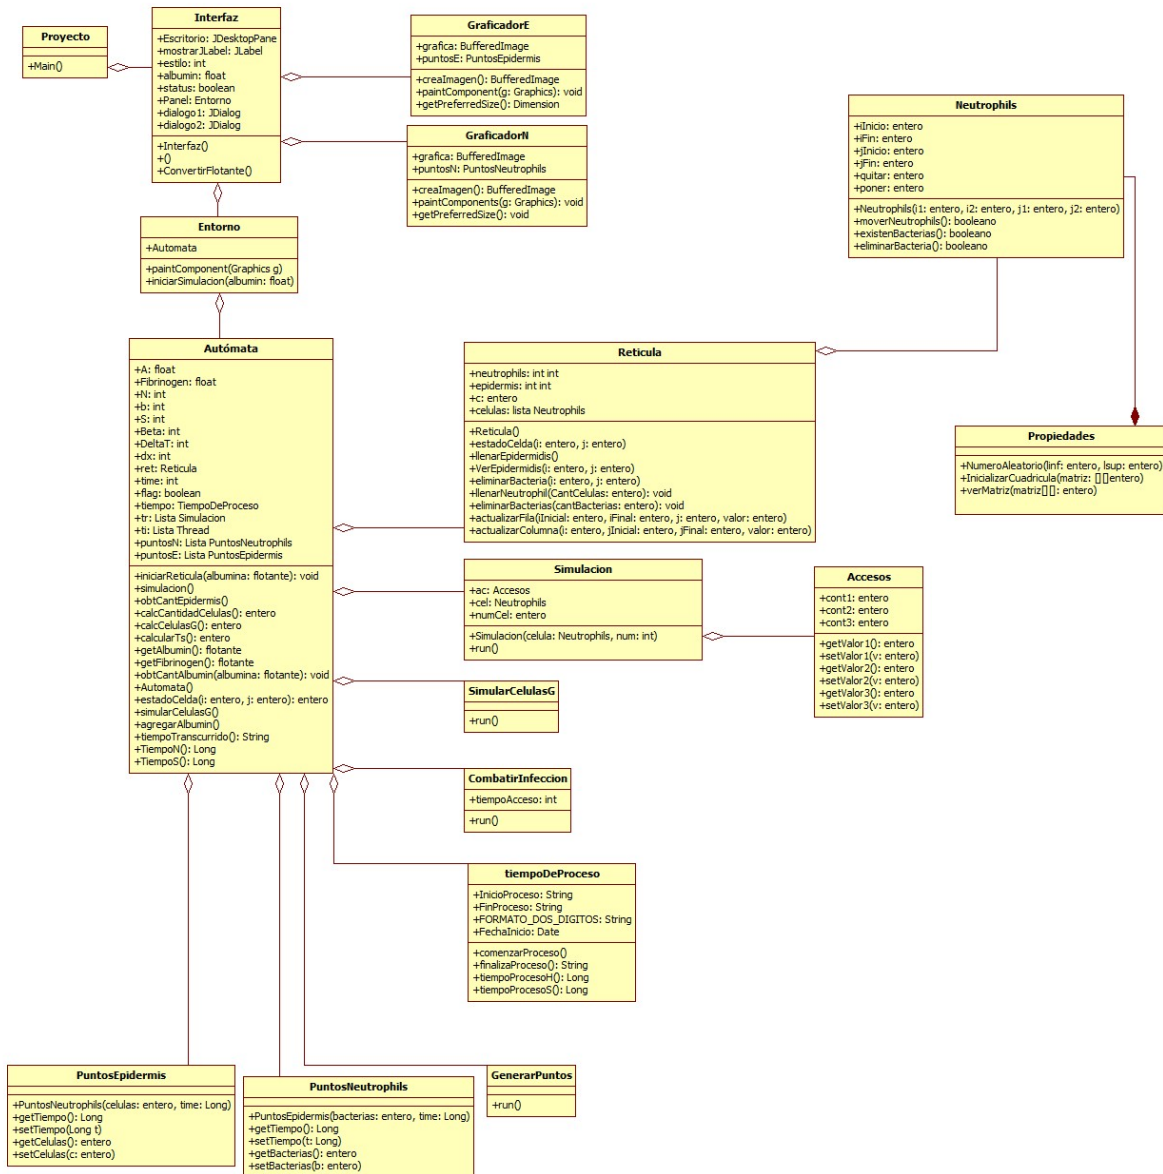 Proyecto
+Main()
Interfaz
+Escritorio: JDesktopPane
+mostrarJLabel: JLabel
+estilo: int
+albumin: float
+status: boolean
+Panel: Entorno
+dialogo1: JDialog
+dialogo2: JDialog
+Interfaz()
+()
+ConvertirFlotante()
GraficadorE
+grafica: BufferedImage
+puntosE: PuntosEpidermis
+creaImagen(): BufferedImage
+paintComponent(g: Graphics): void
+getPreferredSize(): Dimension
GraficadorN
+grafica: BufferedImage
+puntosN: PuntosNeutrophils
+creaImagen(): BufferedImage
+paintComponents(g: Graphics): void
+getPreferredSize(): void
Neutrophils
+iInicio: entero
+iFin: entero
+jInicio: entero
+jFin: entero
+quitar: entero
+poner: entero
+Neutrophils(i1: entero, i2: entero, j1: entero, j2: entero)
+moverNeutrophils(): booleano
+existenBacterias(): booleano
+eliminarBacteria(): booleano
Entorno
+Automata
+paintComponent(Graphics g)
+iniciarSimulacion(albumin: float)
Autómata
+A: float
+Fibrinogen: float
+N: int
+b: int
+S: int
+Beta: int
+DeltaT: int
+dx: int
+ret: Reticula
+time: int
+flag: boolean
+tiempo: TiempoDeProceso
+tr: Lista Simulacion
+ti: Lista Thread
+puntosN: Lista PuntosNeutrophils
+puntosE: Lista PuntosEpidermis
+iniciarReticula(albumina: flotante): void
+simulacion()
+obtCantEpidermis()
+calcCantidadCelulas(): entero
+calcCelulasG(): entero
+calcularTs(): entero
+getAlbumin(): flotante
+getFibrinogen(): flotante
+obtCantAlbumin(albumina: flotante): void
+Automata()
+estadoCelda(i: entero, j: entero): entero
+simularCelulasG()
+agregarAlbumin()
+tiempoTranscurrido(): String
+TiempoN(): Long
+TiempoS(): Long
Reticula
+neutrophils: int int
+epidermis: int int
+c: entero
+celulas: lista Neutrophils
+Reticula()
+estadoCelda(i: entero, j: entero)
+llenarEpidermidis()
+VerEpidermidis(i: entero, j: entero)
+eliminarBacteria(i: entero, j: entero)
+llenarNeutrophil(CantCelulas: entero): void
+eliminarBacterias(cantBacterias: entero): void
+actualizarFila(iInicial: entero, iFinal: entero, j: entero, valor: entero)
+actualizarColumna(i: entero, jInicial: entero, jFinal: entero, valor: entero)
Propiedades
+NumeroAleatorio(linf: entero, lsup: entero)
+InicializarCuadricula(matriz: [][]entero)
+verMatriz(matriz[][]: entero)
Simulacion
+ac: Accesos
+cel: Neutrophils
+numCel: entero
+Simulacion(celula: Neutrophils, num: int)
+run()
Accesos
+cont1: entero
+cont2: entero
+cont3: entero
+getValor1(): entero
+setValor1(v: entero)
+getValor2(): entero
+setValor2(v: entero)
+getValor3(): entero
+setValor3(v: entero)
SimularCelulasG
+run()
CombatirInfeccion
+tiempoAcceso: int
+run()
tiempoDeProceso
+InicioProceso: String
+FinProceso: String
+FORMATO_DOS_DIGITOS: String
+FechaInicio: Date
+comenzarProceso()
+finalizaProceso(): String
+tiempoProcesoH(): Long
+tiempoProcesoS(): Long
PuntosEpidermis
+PuntosNeutrophils(celulas: entero, time: Long)
+getTiempo(): Long
+setTiempo(Long t)
+getCelulas(): entero
+setCelulas(c: entero)
PuntosNeutrophils
+PuntosEpidermis(bacterias: entero, time: Long)
+getTiempo(): Long
+setTiempo(t: Long)
+getBacterias(): entero
+setBacterias(b: entero)
GenerarPuntos
+run()